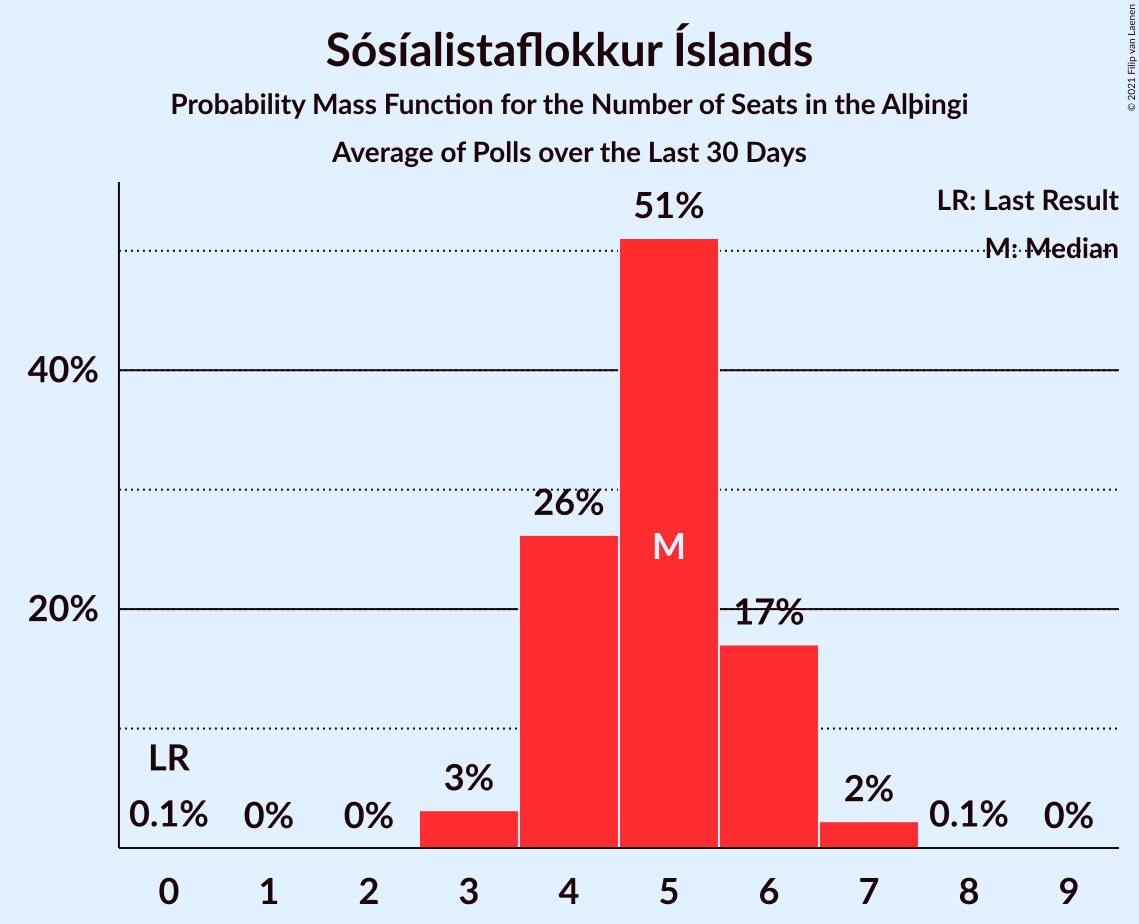 Sósíalistaflokkur Íslands
Probability Mass Function for the Number of Seats in the Alþingi
Average of Polls over the Last 30 Days
© 2021 Filip van Laenen
LR: Last Result
M: Median
51%
40%
26%
M
20%
17%
LR
0.1%
0%
0%
3%
2%
0.1%
0%
0 1 2 3 4 5 6 7 8 9